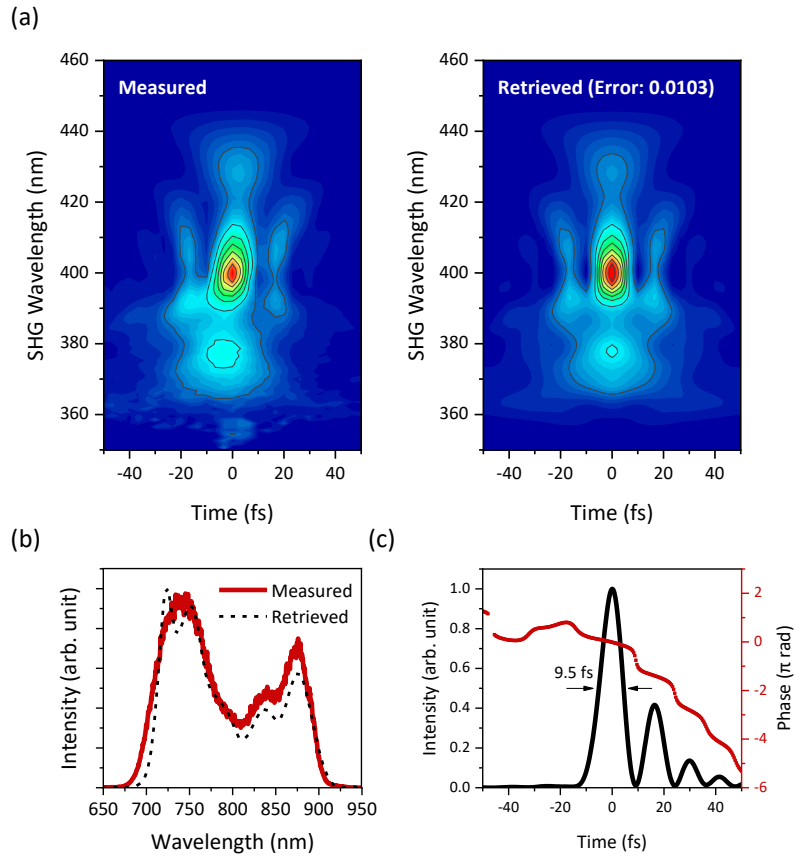 (a)
Measured
Retrieved (Error: 0.0103)
SHG Wavelength (nm)
460
440
420
400
380
360
-40 -20 0 20 40
Time (fs)
SHG Wavelength (nm)
460
440
420
400
380
360
-40 -20 0 20 40
Time (fs)
(b)
Intensity (arb. unit)
Measured
Retrieved
650 700 750 800 850 900 950
Wavelength (nm)
(c)
Intensity (arb. unit)
1.0
0.8
0.6
0.4
0.2
0.0
9.5 fs
2
0
-2
-4
-6
Phase (π rad)
-40 -20 0 20 40
Time (fs)